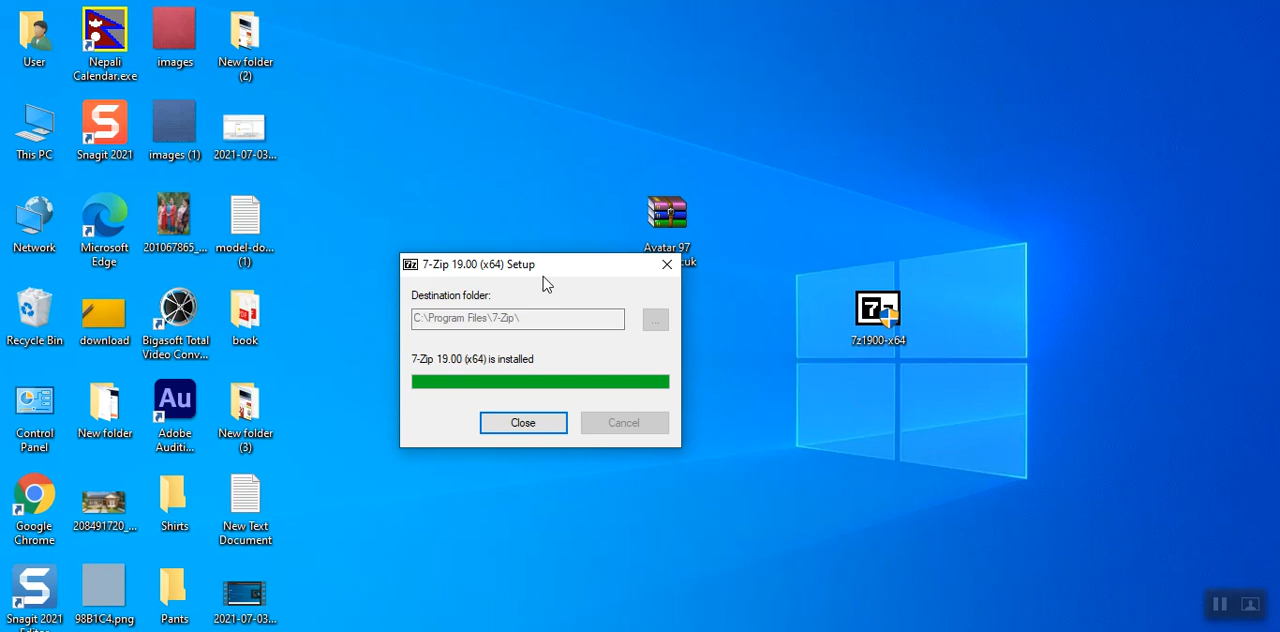 User
Nepali
Calendar.exe
images
New folder
(2)
This PC
Snagit 2021
images (1)
2021-07-03...
Network
Microsoft
Edge
201067865_...
model-do...
(1)
Recycle Bin
download
Bigasoft Total
Video Conv...
book
Control
Panel
New folder
Au
Adobe
Auditi...
New folder
(3)
Google
Chrome
208491720_...
Shirts
New Text
Document
Snagit 2021
98B1C4.png
Pants
2021-07-03...
Avatar 97
cuk
7z 7-Zip 19.00 (x64) Setup
Destination folder:
C:\Program Files\7-Zip\
...
7-Zip 19.00 (x64) is installed
Close
Cancel
7z
7z1900-x64